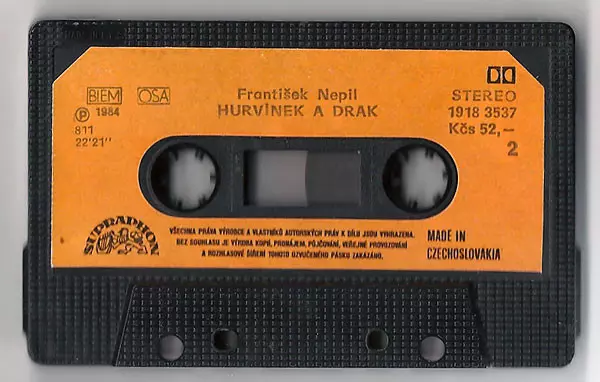 MADE IN
BIEM OSA
℗ 1984
811
22'21"
František Nepil
HURVÍNEK A DRAK
STEREO
1918 3537
Kčs 52,—
2
SUPRAPHON
VŠECHNA PRÁVA VÝROBCE A VLASTNÍKŮ AUTORSKÝCH PRÁV K DÍLU JSOU VYHRAZENA.
BEZ SOUHLASU JE VÝROBA KOPIÍ, PRONÁJEM, PŮJČOVÁNÍ, VEŘEJNÉ PROVOZOVÁNÍ
A ROZHLASOVÉ ŠÍŘENÍ TOHOTO OZVUČENÉHO PÁSKU ZAKÁZÁNO.
MADE IN
CZECHOSLOVAKIA